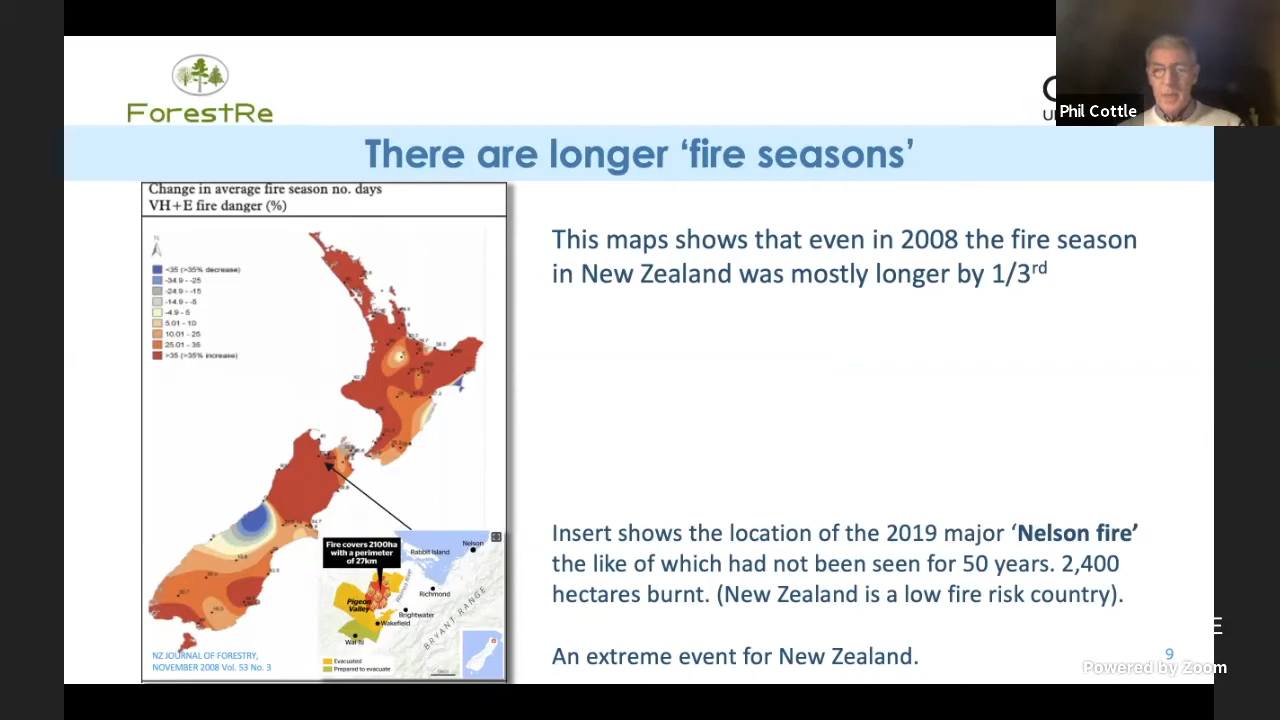 ForestRe
Phil Cottle
There are longer ‘fire seasons’
Change in average fire season no. days
VH+E fire danger (%)
N
<35 (>35% decrease)
-34.9 - -25
-24.9 - -15
-14.9 - -5
-4.9 - 5
5.01 - 10
10.01 - 25
25.01 - 35
>35 (>35% increase)
This maps shows that even in 2008 the fire season
in New Zealand was mostly longer by 1/3rd
Fire covers 2100ha
with a perimeter
of 27km
Nelson
Rabbit Island
Richmond
Pigeon
Valley
Brightwater
Wakefield
Wai-iti
BRYANT RANGE
Evacuated
Prepared to evacuate
NZ JOURNAL OF FORESTRY,
NOVEMBER 2008 Vol. 53 No. 3
Insert shows the location of the 2019 major ‘Nelson fire’
the like of which had not been seen for 50 years. 2,400
hectares burnt. (New Zealand is a low fire risk country).
An extreme event for New Zealand.
9
Powered by Zoom